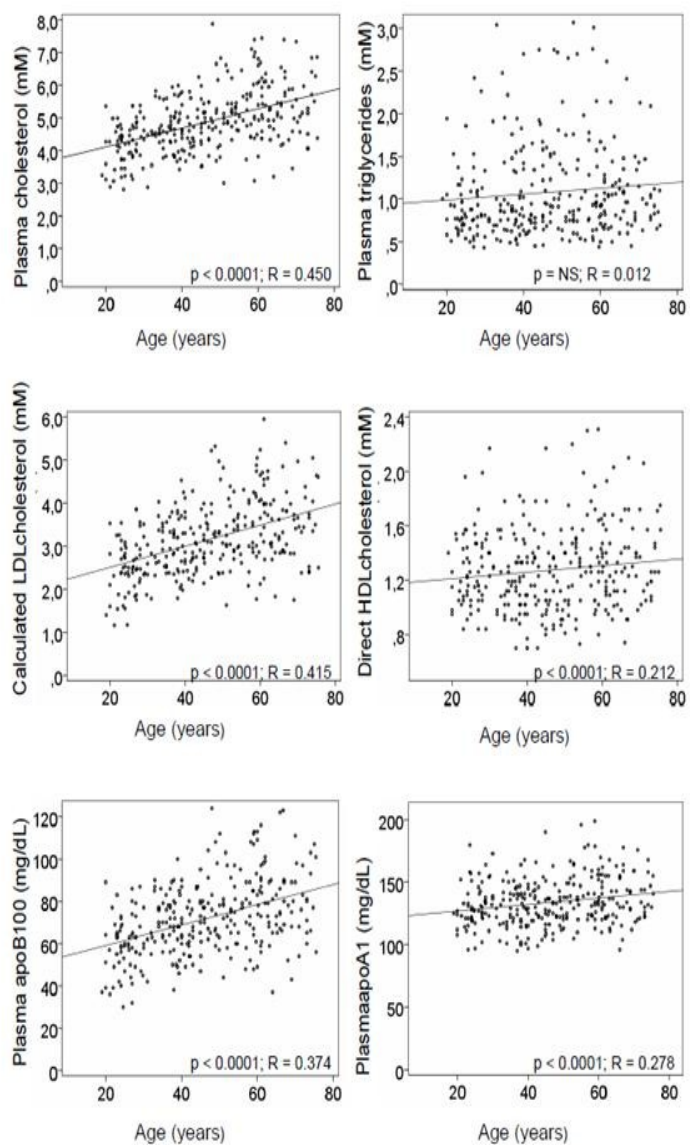 Plasma cholesterol (mM)
8,0
7,0
6,0
5,0
4,0
3,0
2,0
1,0
,0
p < 0.0001; R = 0.450
20 40 60 80
Age (years)
Plasma triglycerides (mM)
3,0
2,5
2,0
1,5
1,0
,5
,0
p = NS; R = 0.012
20 40 60 80
Age (years)
Calculated LDLcholesterol (mM)
6,0
5,0
4,0
3,0
2,0
1,0
,0
p < 0.0001; R = 0.415
20 40 60 80
Age (years)
Direct HDLcholesterol (mM)
2,4
2,0
1,6
1,2
,8
p < 0.0001; R = 0.212
20 40 60 80
Age (years)
Plasma apoB100 (mg/dL)
120
100
80
60
40
20
0
p < 0.0001; R = 0.374
20 40 60 80
Age (years)
PlasmaapoA1 (mg/dL)
200
150
100
50
0
p < 0.0001; R = 0.278
20 40 60 80
Age (years)